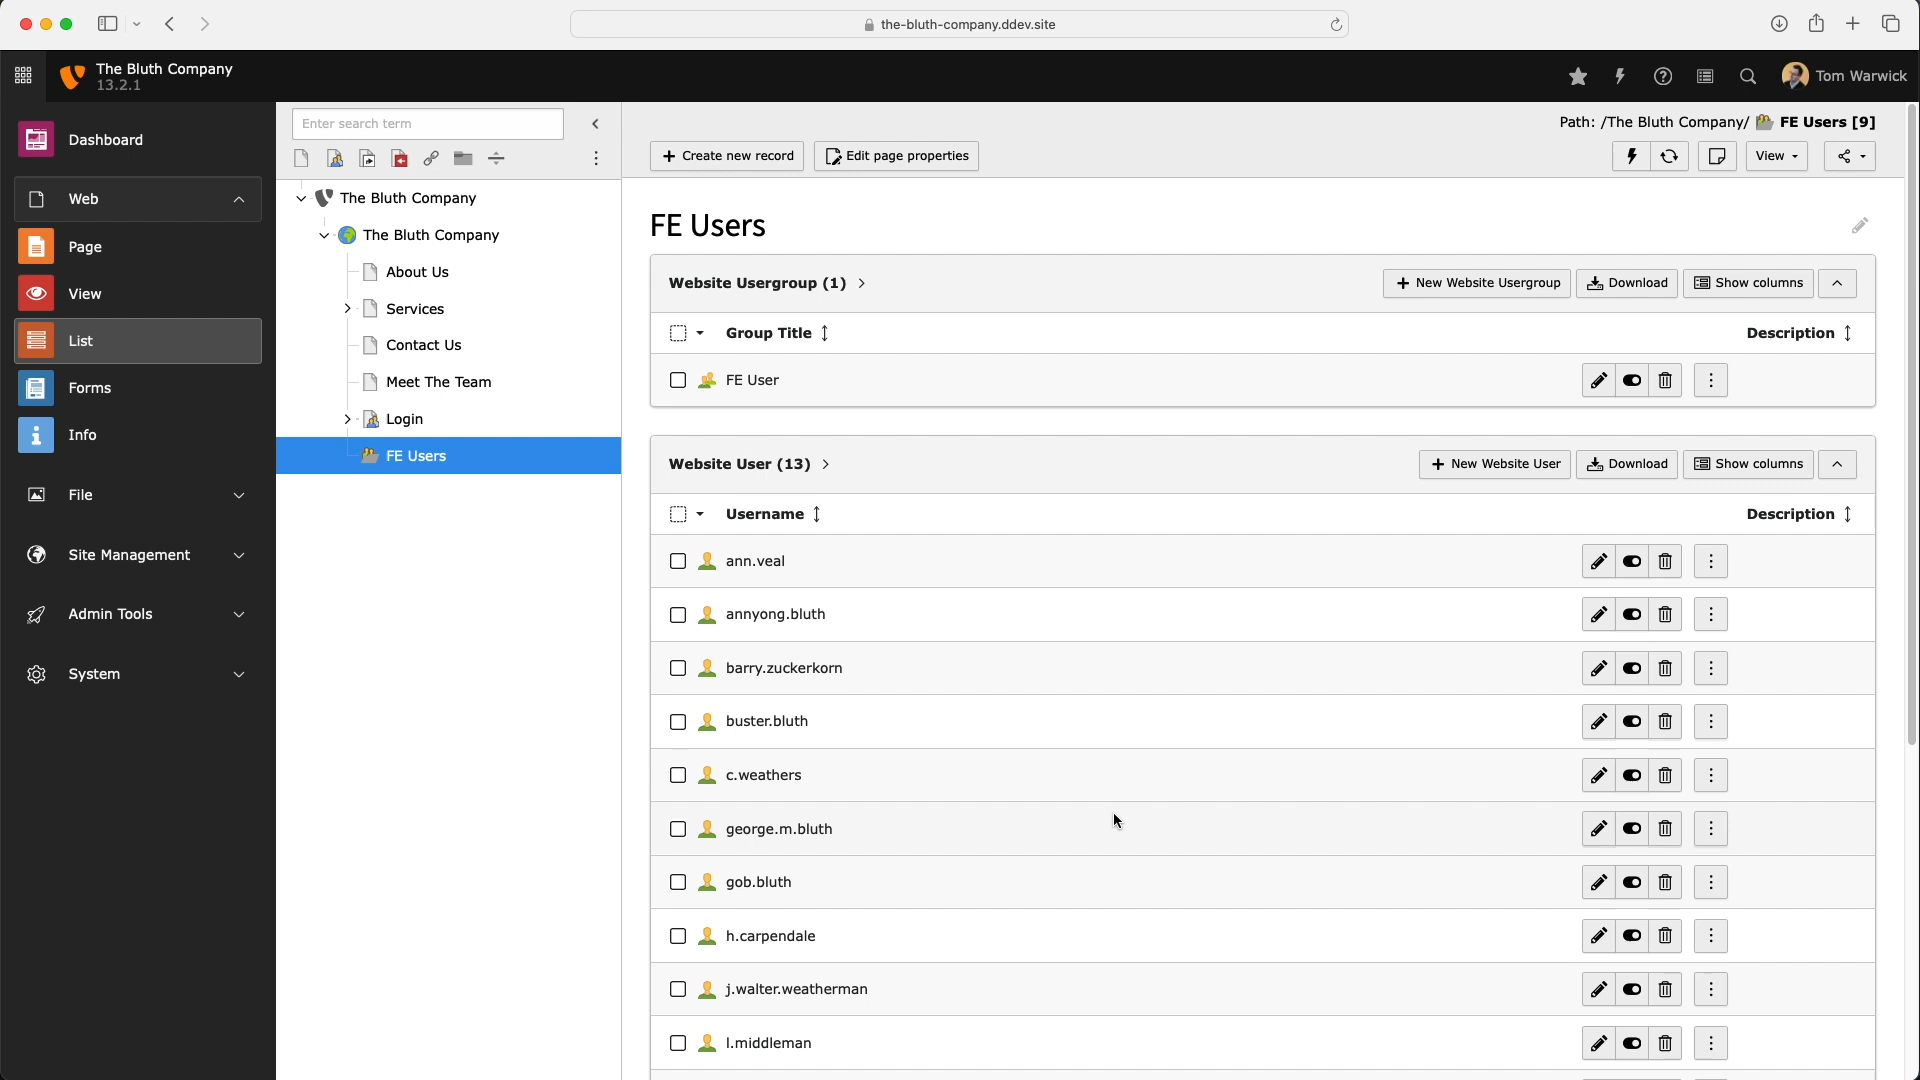 the-bluth-company.ddev.site
The Bluth Company
13.2.1
Tom Warwick
Dashboard
Web
Page
View
List
Forms
Info
File
Site Management
Admin Tools
System
Enter search term
The Bluth Company
The Bluth Company
About Us
Services
Contact Us
Meet The Team
Login
FE Users
Path: /The Bluth Company/ FE Users [9]
Create new record
Edit page properties
View
FE Users
Website Usergroup (1)
New Website Usergroup
Download
Show columns
Group Title
Description
FE User
Website User (13)
New Website User
Download
Show columns
Username
Description
ann.veal
annyong.bluth
barry.zuckerkorn
buster.bluth
c.weathers
george.m.bluth
gob.bluth
h.carpendale
j.walter.weatherman
l.middleman